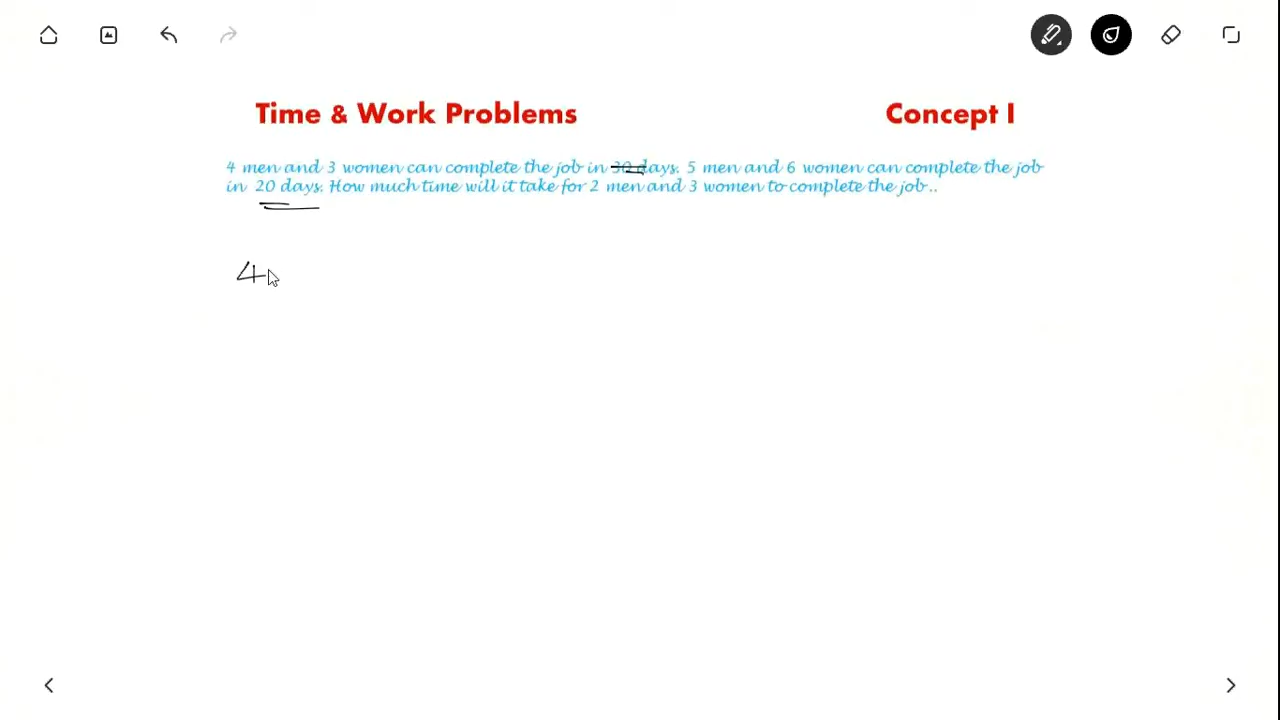 Time & Work Problems Concept I
4 men and 3 women can complete the job in 30 days. 5 men and 6 women can complete the job
in 20 days. How much time will it take for 2 men and 3 women to complete the job..
4